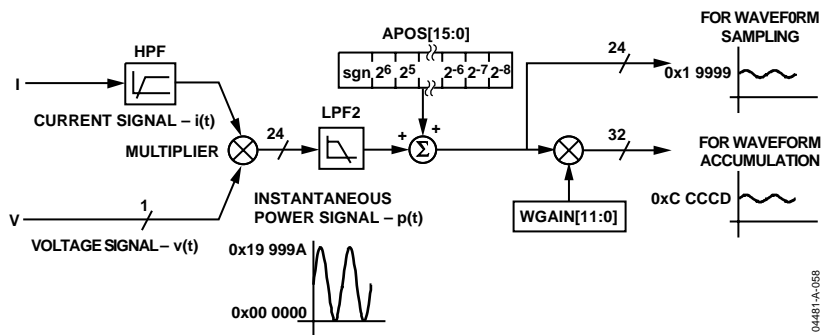 APOS[15:0]
FOR WAVEF0RM
SAMPLING
HPF
24
sgn 2^6 2^5 2^-6 2^-7 2^-8
0x1 9999
I
CURRENT SIGNAL – i(t)
LPF2
+ +
Σ
MULTIPLIER
24
32
FOR WAVEFORM
ACCUMULATION
1
INSTANTANEOUS
POWER SIGNAL – p(t)
WGAIN[11:0]
0xC CCCD
V
VOLTAGE SIGNAL – v(t)
0x19 999A
0x00 0000
04481-A-058